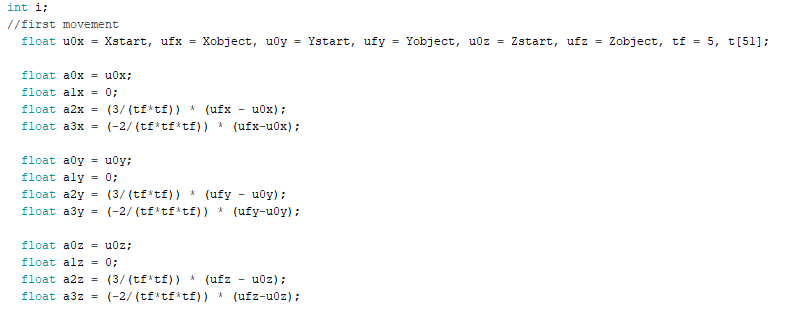 int i;
//first movement
float u0x = Xstart, ufx = Xobject, u0y = Ystart, ufy = Yobject, u0z = Zstart, ufz = Zobject, tf = 5, t[51];
float a0x = u0x;
float a1x = 0;
float a2x = (3/(tf*tf)) * (ufx - u0x);
float a3x = (-2/(tf*tf*tf)) * (ufx-u0x);
float a0y = u0y;
float a1y = 0;
float a2y = (3/(tf*tf)) * (ufy - u0y);
float a3y = (-2/(tf*tf*tf)) * (ufy-u0y);
float a0z = u0z;
float a1z = 0;
float a2z = (3/(tf*tf)) * (ufz - u0z);
float a3z = (-2/(tf*tf*tf)) * (ufz-u0z);